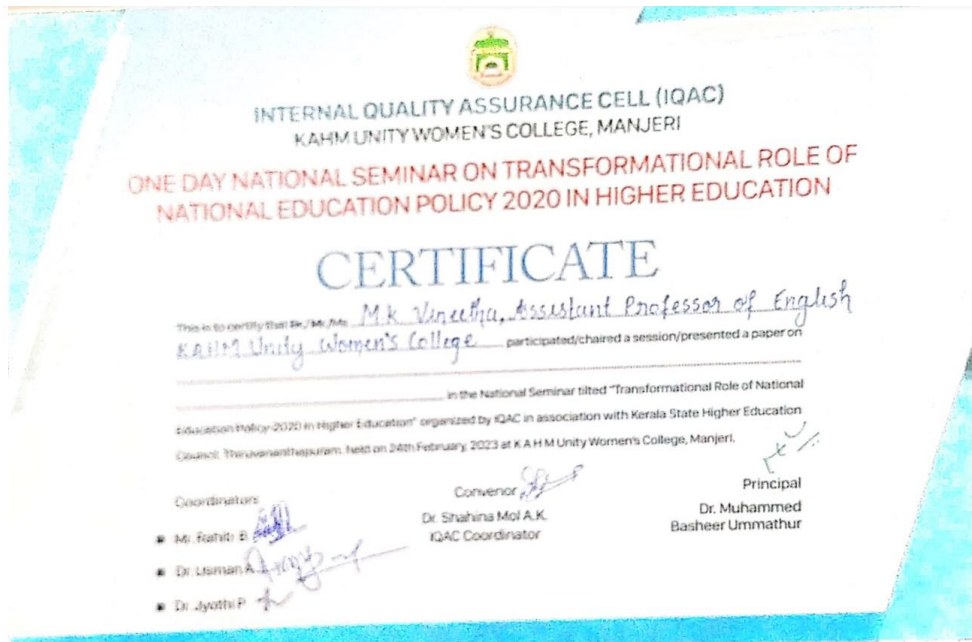 INTERNAL QUALITY ASSURANCE CELL (IQAC)
KAHM UNITY WOMEN'S COLLEGE, MANJERI
ONE DAY NATIONAL SEMINAR ON TRANSFORMATIONAL ROLE OF
NATIONAL EDUCATION POLICY 2020 IN HIGHER EDUCATION
CERTIFICATE
This is to certify that Dr./Mr./Ms M.K Vineetha, Assistant Professor of English
KAHM Unity Women's College participated/chaired a session/presented a paper on
in the National Seminar tilted "Transformational Role of National
Education Policy-2020 in Higher Education" organized by IQAC in association with Kerala State Higher Education
Council, Thiruvananthapuram, held on 24th February, 2023 at K A H M Unity Women's College, Manjeri.
Coordinators
Convenor
Principal
Mr. B
Dr. Shahina Mol A.K.
Dr. Muhammed
IQAC Coordinator
Basheer Ummathur
Dr. Usman A
Dr. Jyothi P